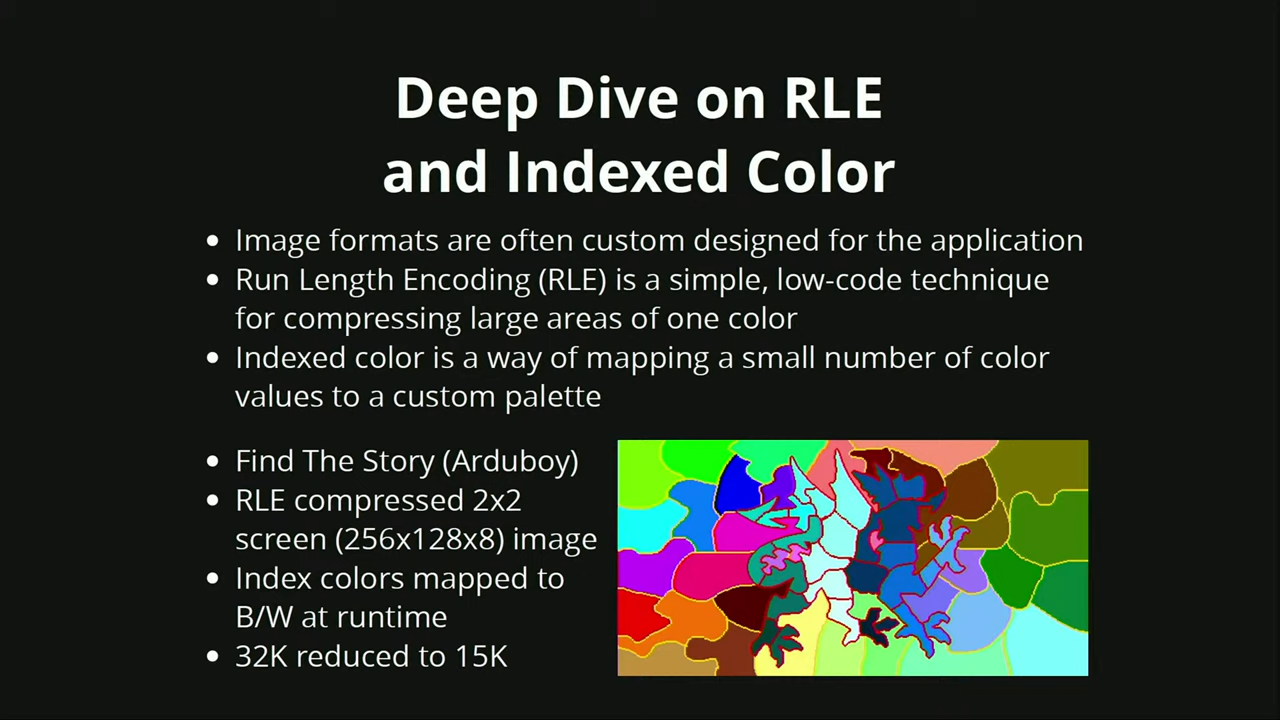 Deep Dive on RLE
and Indexed Color
Image formats are often custom designed for the application
Run Length Encoding (RLE) is a simple, low-code technique
for compressing large areas of one color
Indexed color is a way of mapping a small number of color
values to a custom palette
Find The Story (Arduboy)
RLE compressed 2x2
screen (256x128x8) image
Index colors mapped to
B/W at runtime
32K reduced to 15K